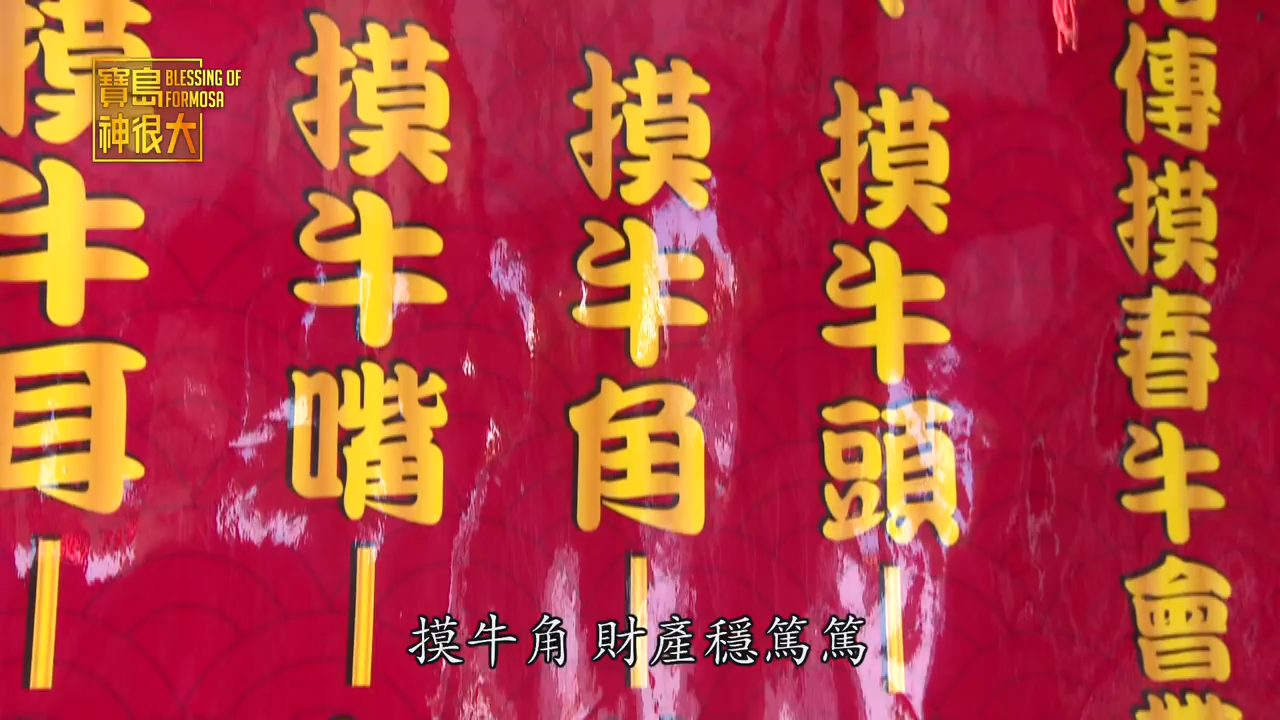 寶島
神很大
BLESSING OF
FORMOSA
傳摸春牛會
摸牛頭－
摸牛角－
摸牛嘴－
摸牛耳－
摸牛角 財產穩篤篤